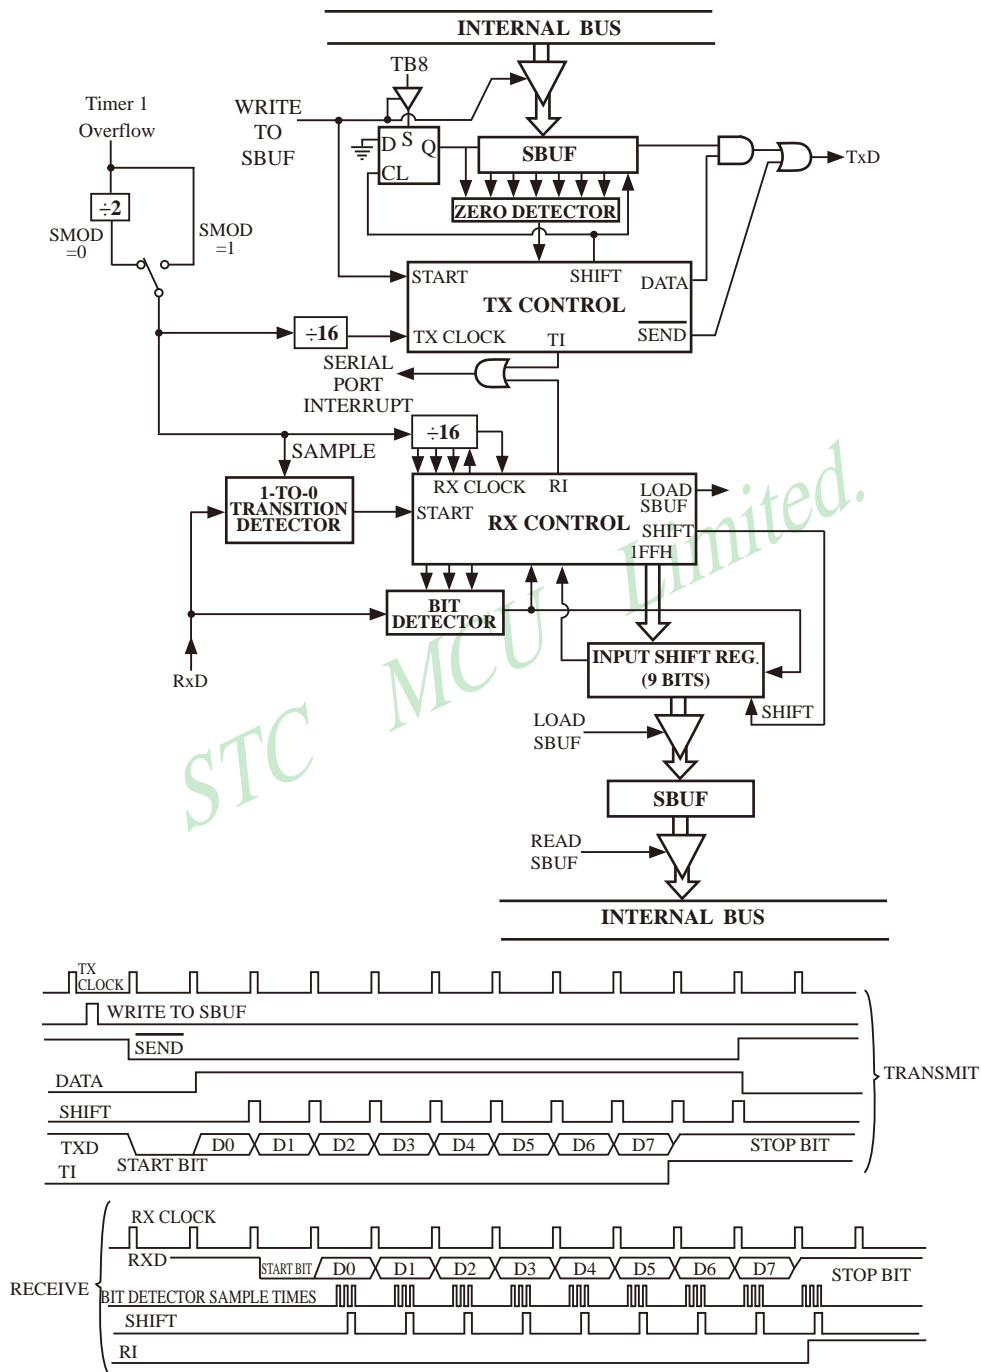 INTERNAL BUS
TB8
Timer 1
Overflow
WRITE
TO
SBUF
D S Q
CL
SBUF
TxD
÷2
ZERO DETECTOR
SMOD
=0
SMOD
=1
START
SHIFT
DATA
TX CONTROL
÷16
TX CLOCK
TI
SEND
SERIAL
PORT
INTERRUPT
÷16
SAMPLE
1-TO-0
TRANSITION
DETECTOR
RX CLOCK
RI
LOAD
SBUF
START
RX CONTROL
SHIFT
1FFH
BIT
DETECTOR
RxD
INPUT SHIFT REG.
(9 BITS)
SHIFT
LOAD
SBUF
SBUF
READ
SBUF
INTERNAL BUS
STC MCU Limited.
TX
CLOCK
WRITE TO SBUF
SEND
DATA
TRANSMIT
SHIFT
TXD
START BIT
D0 D1 D2 D3 D4 D5 D6 D7
STOP BIT
TI
RX CLOCK
RXD
START BIT
D0 D1 D2 D3 D4 D5 D6 D7
STOP BIT
RECEIVE
BIT DETECTOR SAMPLE TIMES
SHIFT
RI